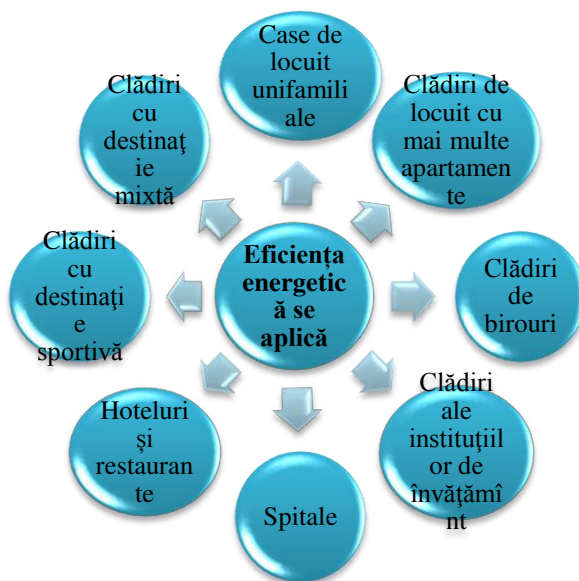 Case de
locuit
unifamili
ale
Clădiri de
locuit cu
mai multe
apartamen
te
Clădiri
de
birouri
Clădiri
ale
instituţiil
or de
învăţămî
nt
Spitale
Hoteluri
și
restauran
te
Clădiri
cu
destinaţi
e
sportivă
Clădiri
cu
destinaţ
ie
mixtă
Eficiența
energetic
ă se
aplică